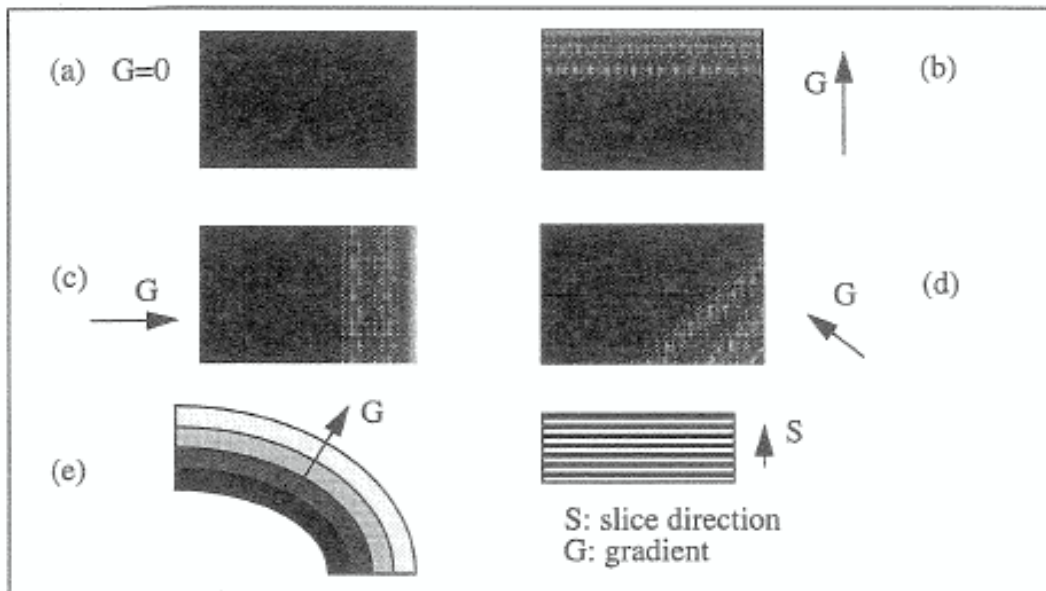 (a) G=0
G (b)
(c) G
G (d)
(e) G
S
S: slice direction
G: gradient